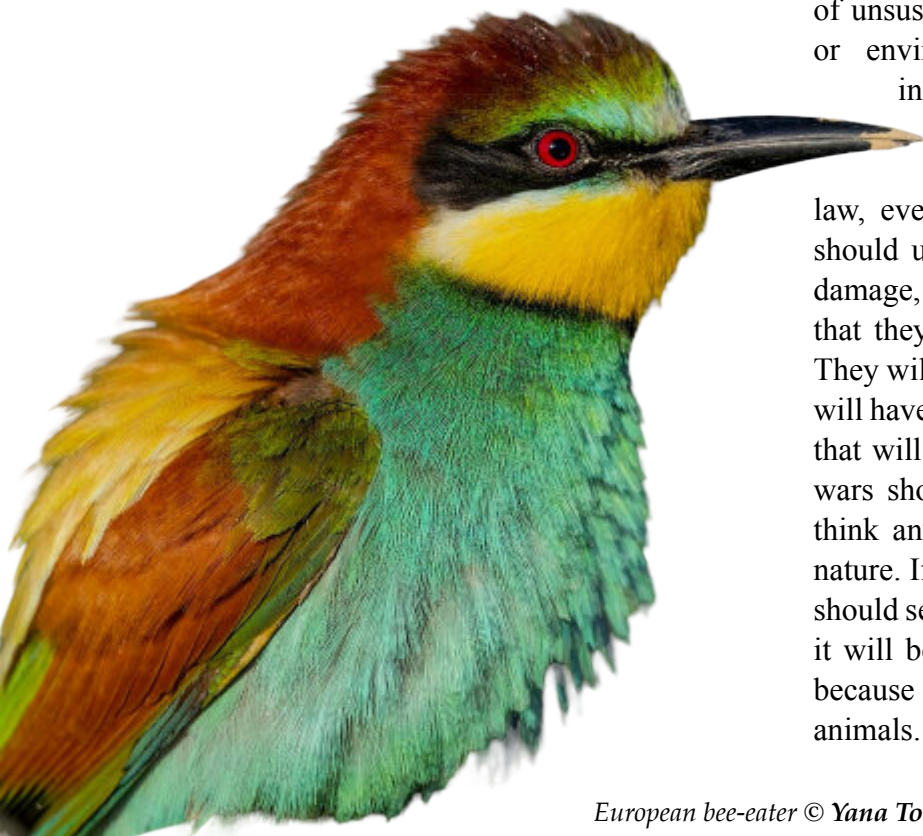 of unsus
or envi
in
law, eve
should u
damage,
that they
They wil
will have
that will
wars sho
think an
nature. I
should se
it will b
because
animals.
European bee-eater © Yana To